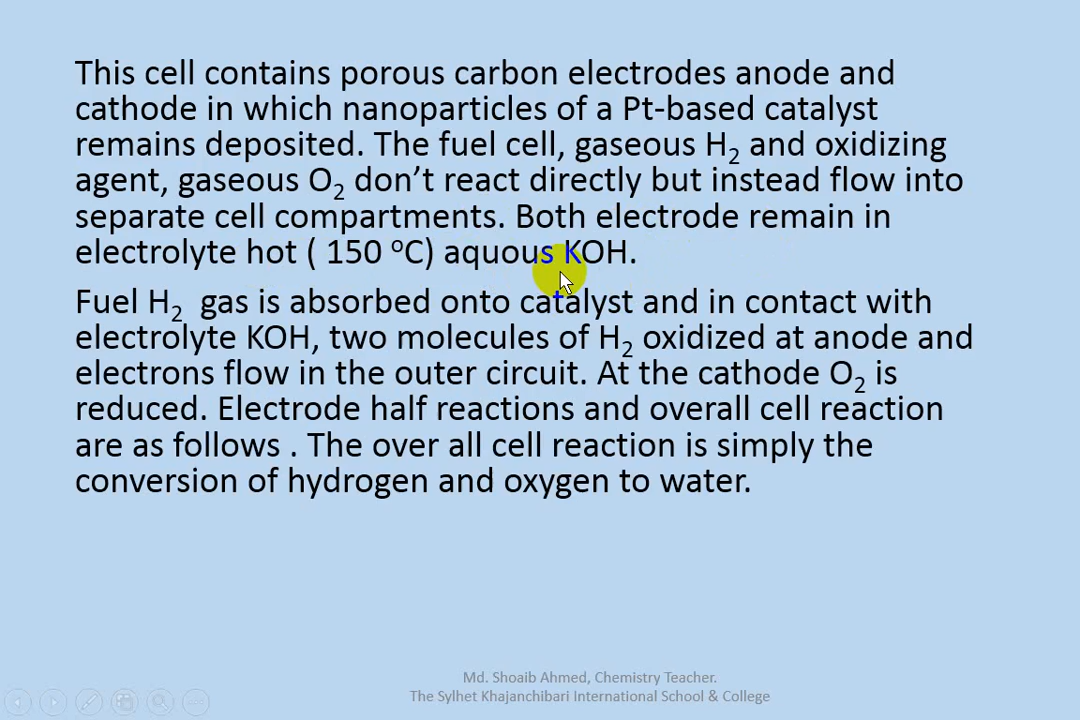 This cell contains porous carbon electrodes anode and
cathode in which nanoparticles of a Pt-based catalyst
remains deposited. The fuel cell, gaseous H₂ and oxidizing
agent, gaseous O₂ don’t react directly but instead flow into
separate cell compartments. Both electrode remain in
electrolyte hot ( 150 ᵒC) aquous KOH.
Fuel H₂ gas is absorbed onto catalyst and in contact with
electrolyte KOH, two molecules of H₂ oxidized at anode and
electrons flow in the outer circuit. At the cathode O₂ is
reduced. Electrode half reactions and overall cell reaction
are as follows . The over all cell reaction is simply the
conversion of hydrogen and oxygen to water.
Md. Shoaib Ahmed, Chemistry Teacher.
The Sylhet Khajanchibari International School & College